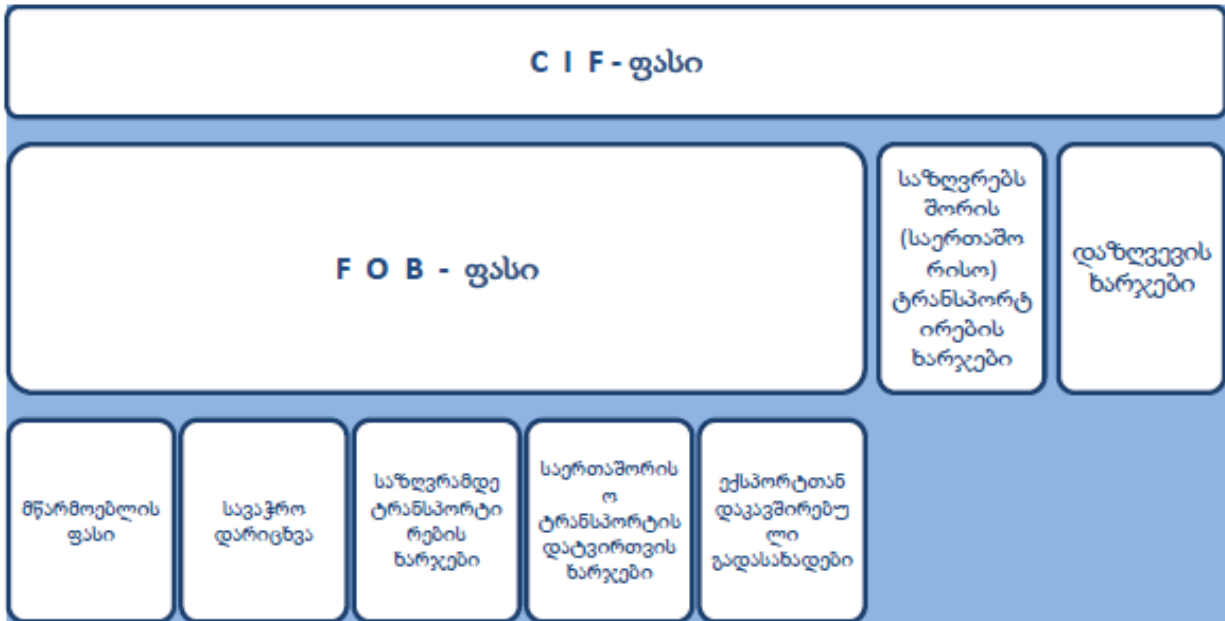 C I F - ფასი
F O B - ფასი
საზღვრებს
შორის
(საერთაშო
რისო)
ტრანსპორტ
ირების
ხარჯები
დაზღვევის
ხარჯები
მწარმოებლის
ფასი
სავაჭრო
დარიცხვა
საზღვრამდე
ტრანსპორტი
რების
ხარჯები
საერთაშორის
ო
ტრანსპორტის
დატვირთვის
ხარჯები
ექსპორტთან
დაკავშირებუ
ლი
გადასახადები